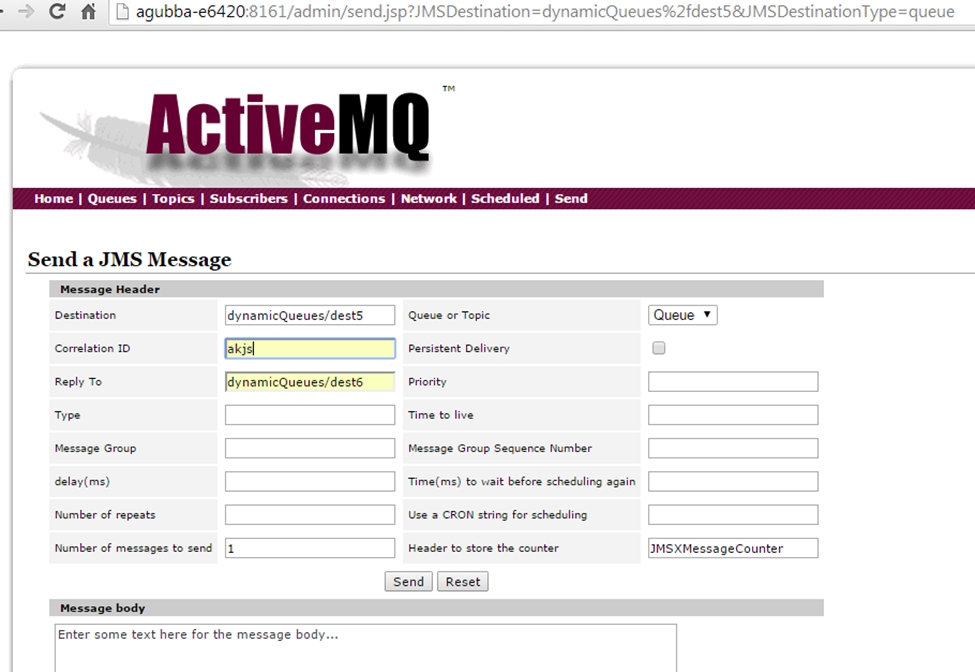 agubba-e6420:8161/admin/send.jsp?JMSDestination=dynamicQueues%2fdest5&JMSDestinationType=queue
ActiveMQ ™
Home | Queues | Topics | Subscribers | Connections | Network | Scheduled | Send
Send a JMS Message
Message Header
Destination dynamicQueues/dest5 Queue or Topic Queue ▼
Correlation ID akjs Persistent Delivery
Reply To dynamicQueues/dest6 Priority
Type Time to live
Message Group Message Group Sequence Number
delay(ms) Time(ms) to wait before scheduling again
Number of repeats Use a CRON string for scheduling
Number of messages to send 1 Header to store the counter JMSXMessageCounter
Send Reset
Message body
Enter some text here for the message body...